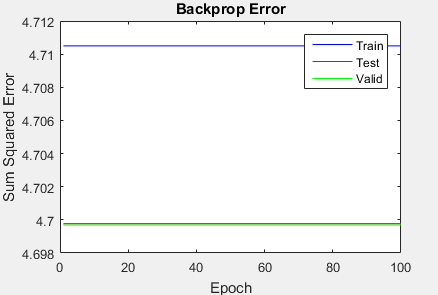 Backprop Error
4.712
4.71
4.708
4.706
4.704
4.702
4.7
4.698
Sum Squared Error
Train
Test
Valid
0 20 40 60 80 100
Epoch